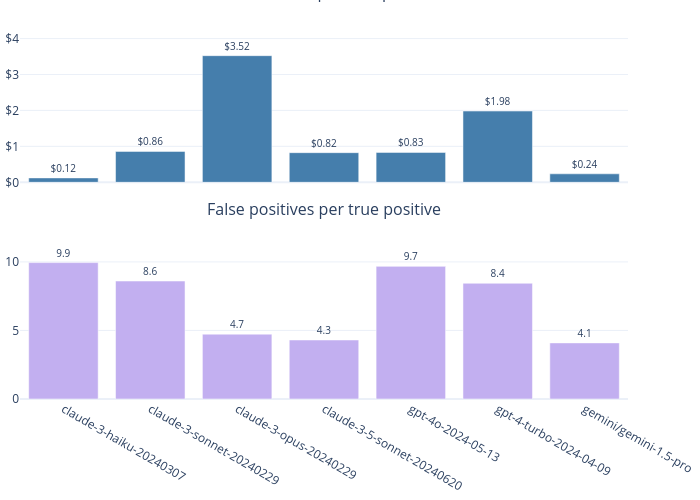 $4
$3
$2
$1
$0
$0.12
$0.86
$3.52
$0.82
$0.83
$1.98
$0.24
False positives per true positive
10
5
0
9.9
8.6
4.7
4.3
9.7
8.4
4.1
claude-3-haiku-20240307
claude-3-sonnet-20240229
claude-3-opus-20240229
claude-3-5-sonnet-20240620
gpt-4o-2024-05-13
gpt-4-turbo-2024-04-09
gemini/gemini-1.5-pro